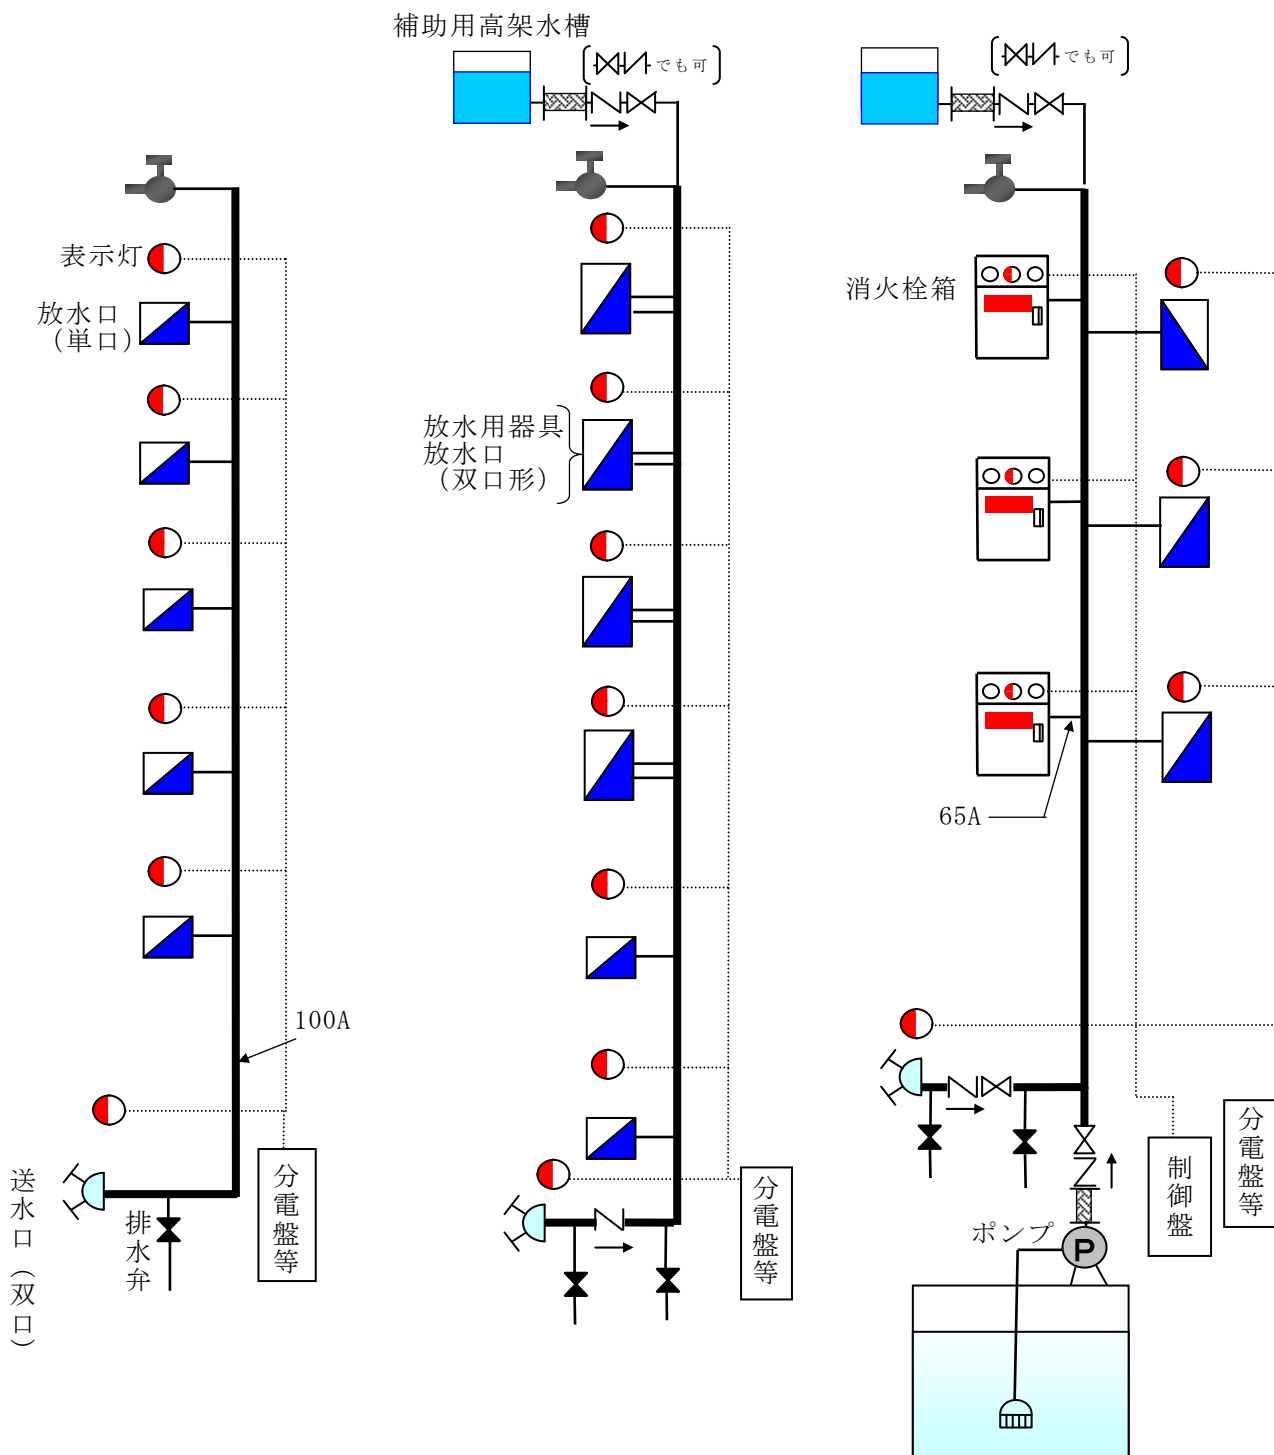 補助用高架水槽
でも可
でも可
表示灯
放水口
（単口）
消火栓箱
放水用器具
放水口
（双口形）
65A
100A
送水口（双口）
排水弁
分電盤等
分電盤等
ポンプ
P
制御盤
分電盤等